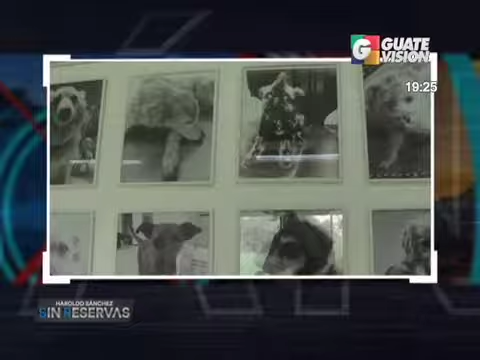 G GUATE
VISION
19:25
HAROLDO SÁNCHEZ
SIN RESERVAS